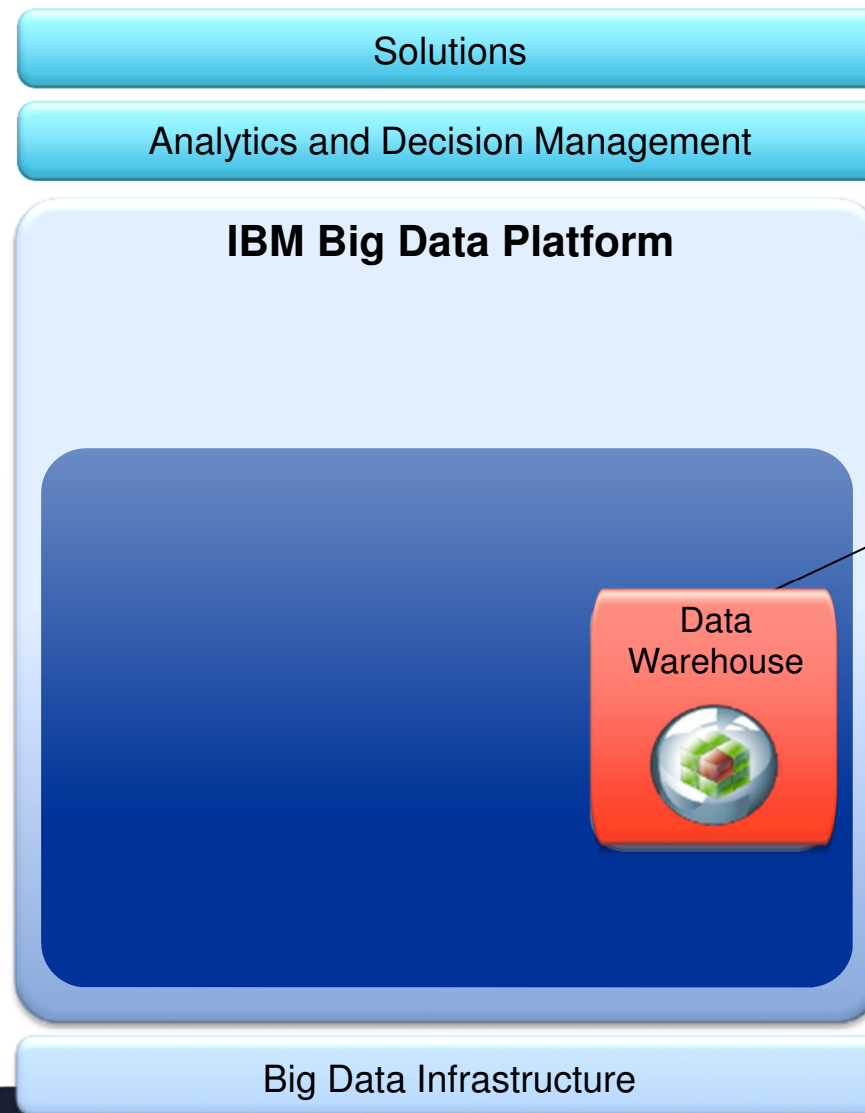 Solutions
Analytics and Decision Management
IBM Big Data Platform
Data
Warehouse
Big Data Infrastructure